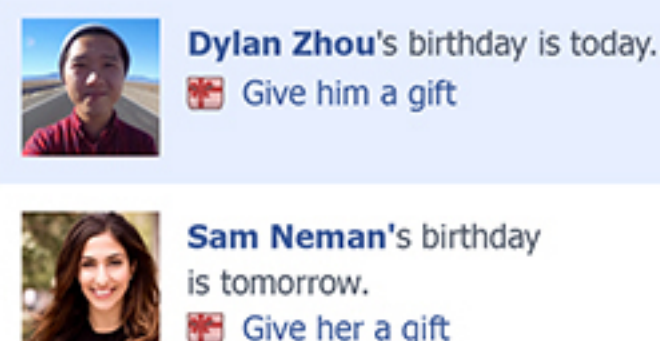 Dylan Zhou's birthday is today.
Give him a gift
Sam Neman's birthday
is tomorrow.
Give her a gift